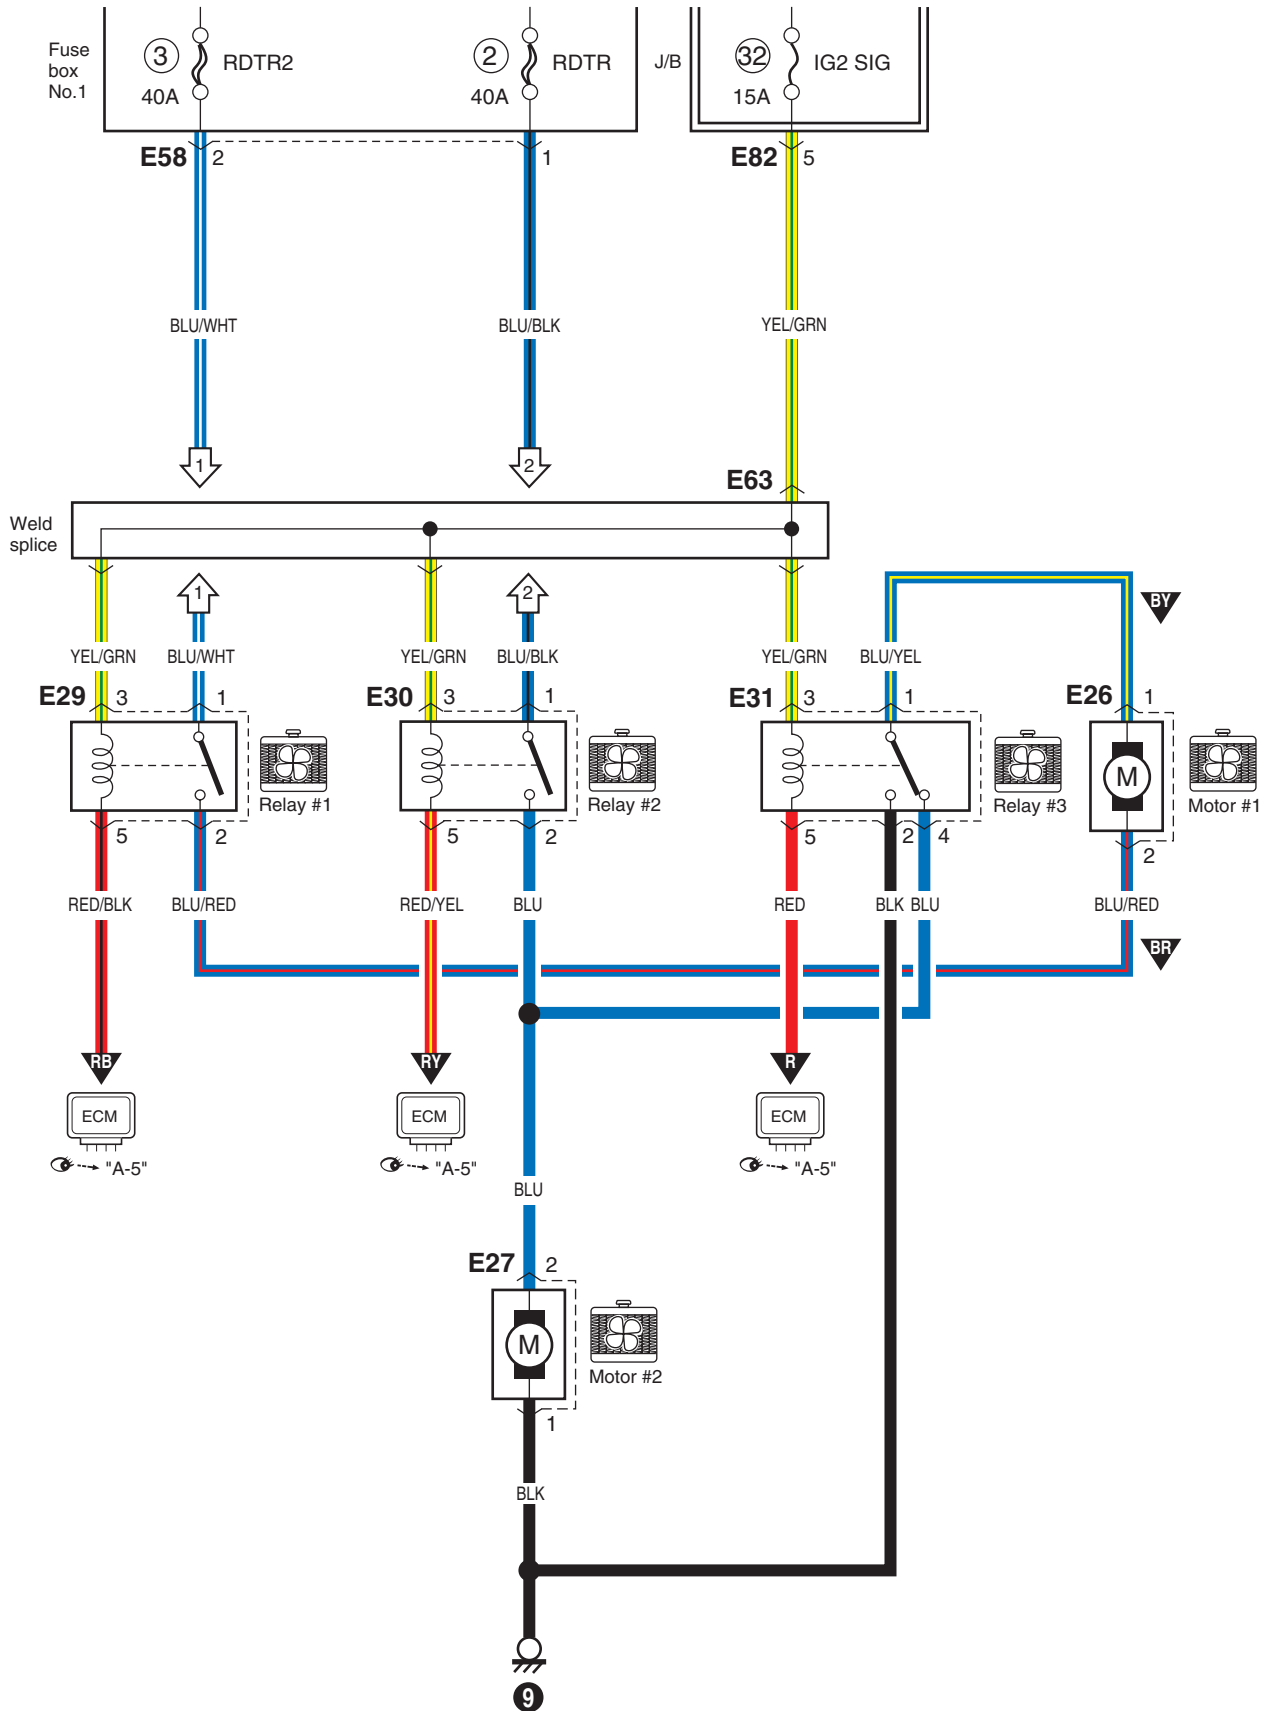 Fuse
box
No.1
3
RDTR2
40A
2
RDTR
40A
J/B
32
IG2 SIG
15A
E58 2
1
E82 5
BLU/WHT
BLU/BLK
YEL/GRN
1
2
E63
Weld
splice
1
2
BY
YEL/GRN
BLU/WHT
YEL/GRN
BLU/BLK
YEL/GRN
BLU/YEL
E29 3
1
E30 3
1
E31 3
1
E26 1
Relay #1
Relay #2
Relay #3
M
Motor #1
5
2
5
2
5
2
4
2
RED/BLK
BLU/RED
RED/YEL
BLU
RED
BLK
BLU
BLU/RED
BR
RB
RY
R
ECM
ECM
ECM
"A-5"
"A-5"
"A-5"
BLU
E27 2
M
Motor #2
1
BLK
9